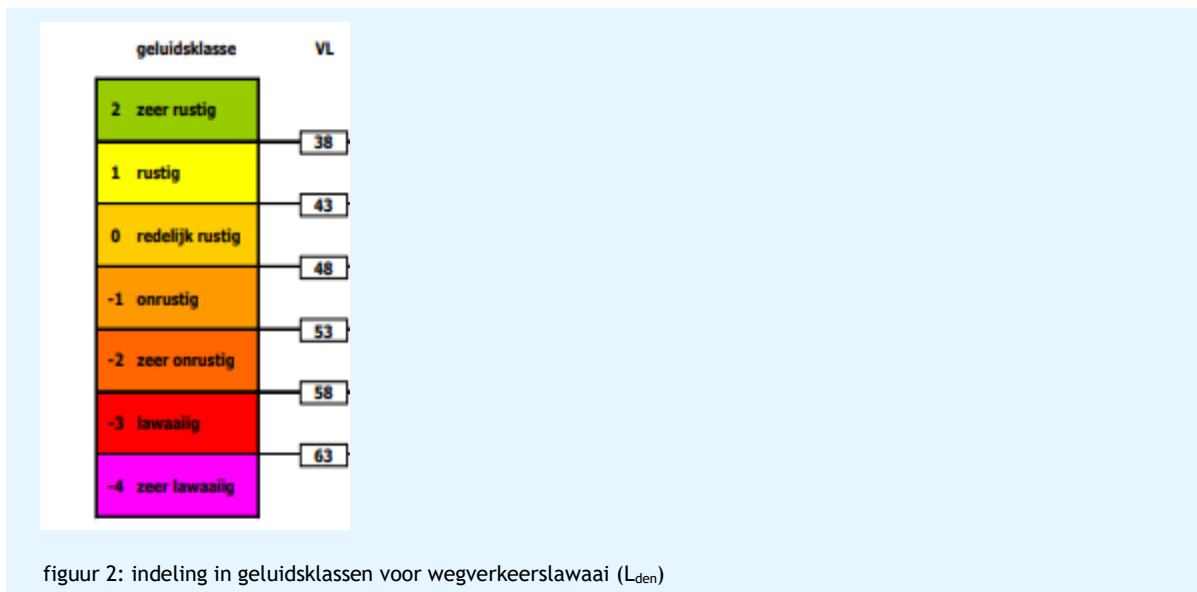 geluidsklasse VL
2 zeer rustig
38
1 rustig
43
0 redelijk rustig
48
-1 onrustig
53
-2 zeer onrustig
58
-3 lawaaiig
63
-4 zeer lawaaiig
figuur 2: indeling in geluidsklassen voor wegverkeerslawaai (Lden)